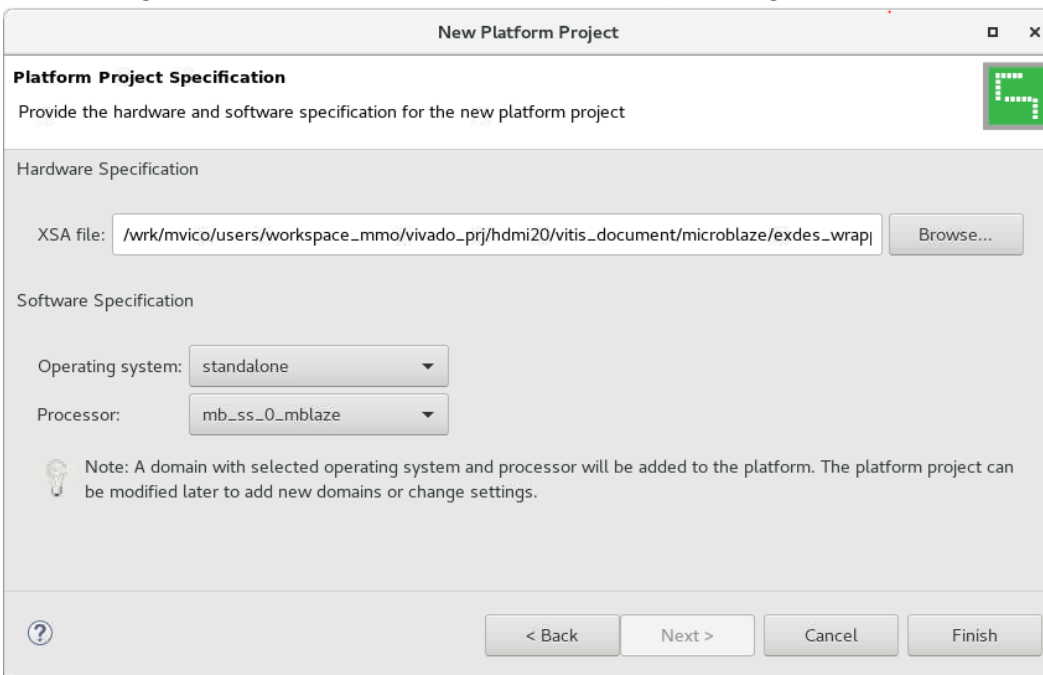 New Platform Project
Platform Project Specification
Provide the hardware and software specification for the new platform project
Hardware Specification
XSA file: /wrk/mvico/users/workspace_mmo/vivado_prj/hdmi20/vitis_document/microblaze/exdes_wrap Browse...
Software Specification
Operating system: standalone
Processor: mb_ss_0_mblaze
Note: A domain with selected operating system and processor will be added to the platform. The platform project can
be modified later to add new domains or change settings.
? < Back Next > Cancel Finish